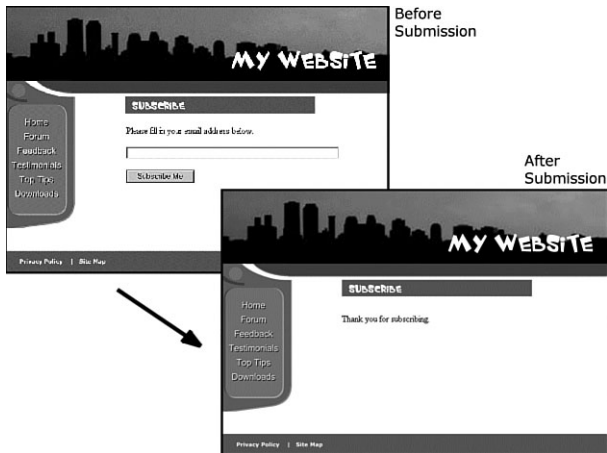 Before
Submission
MY WEBSITE
SUBSCRIBE
Please fill in your email address below.
Subscribe Me
Home
Forum
Feedback
Testimonials
Top Tips
Downloads
Privacy Policy | Site Map
After
Submission
MY WEBSITE
SUBSCRIBE
Thank you for subscribing.
Home
Forum
Feedback
Testimonials
Top Tips
Downloads
Privacy Policy | Site Map